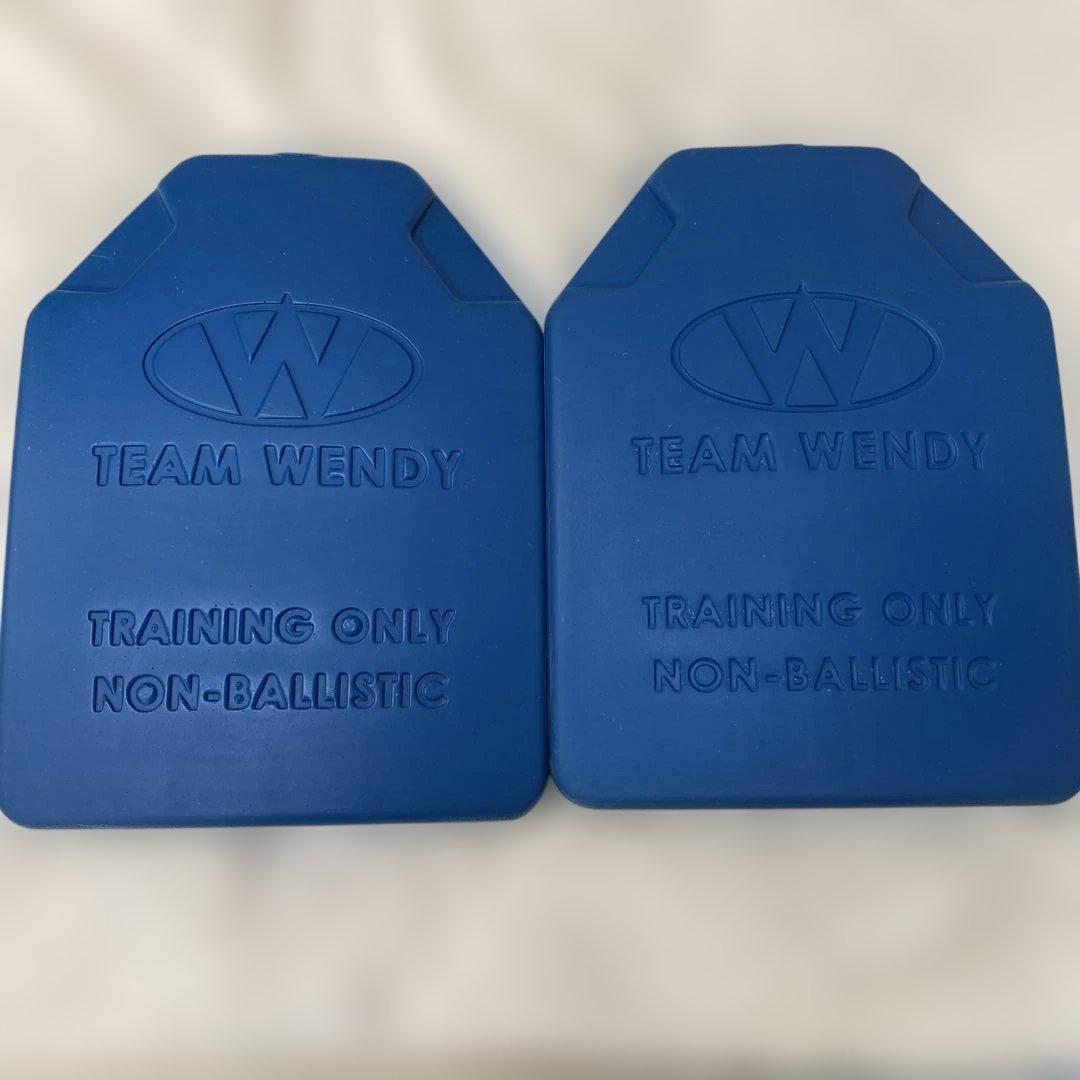 W
TEAM WENDY
TRAINING ONLY
NON-BALLISTIC
W
TEAM WENDY
TRAINING ONLY
NON-BALLISTIC